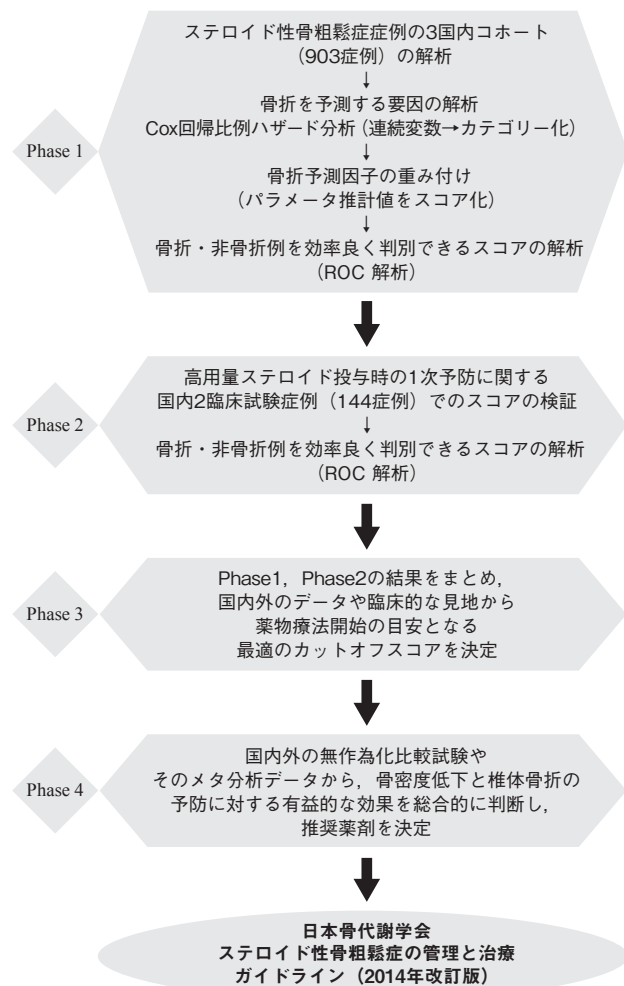 ステロイド性骨粗鬆症症例の3国内コホート
（903症例）の解析
↓
骨折を予測する要因の解析
Cox回帰比例ハザード分析（連続変数→カテゴリー化）
↓
Phase 1
骨折予測因子の重み付け
（パラメータ推計値をスコア化）
↓
骨折・非骨折例を効率良く判別できるスコアの解析
（ROC 解析）
高用量ステロイド投与時の1次予防に関する
国内2臨床試験症例（144症例）でのスコアの検証
Phase 2
↓
骨折・非骨折例を効率良く判別できるスコアの解析
（ROC 解析）
Phase1，Phase2の結果をまとめ，
国内外のデータや臨床的な見地から
Phase 3
薬物療法開始の目安となる
最適のカットオフスコアを決定
国内外の無作為化比較試験や
そのメタ分析データから，骨密度低下と椎体骨折の
Phase 4
予防に対する有益的な効果を総合的に判断し，
推奨薬剤を決定
日本骨代謝学会
ステロイド性骨粗鬆症の管理と治療
ガイドライン（2014年改訂版）